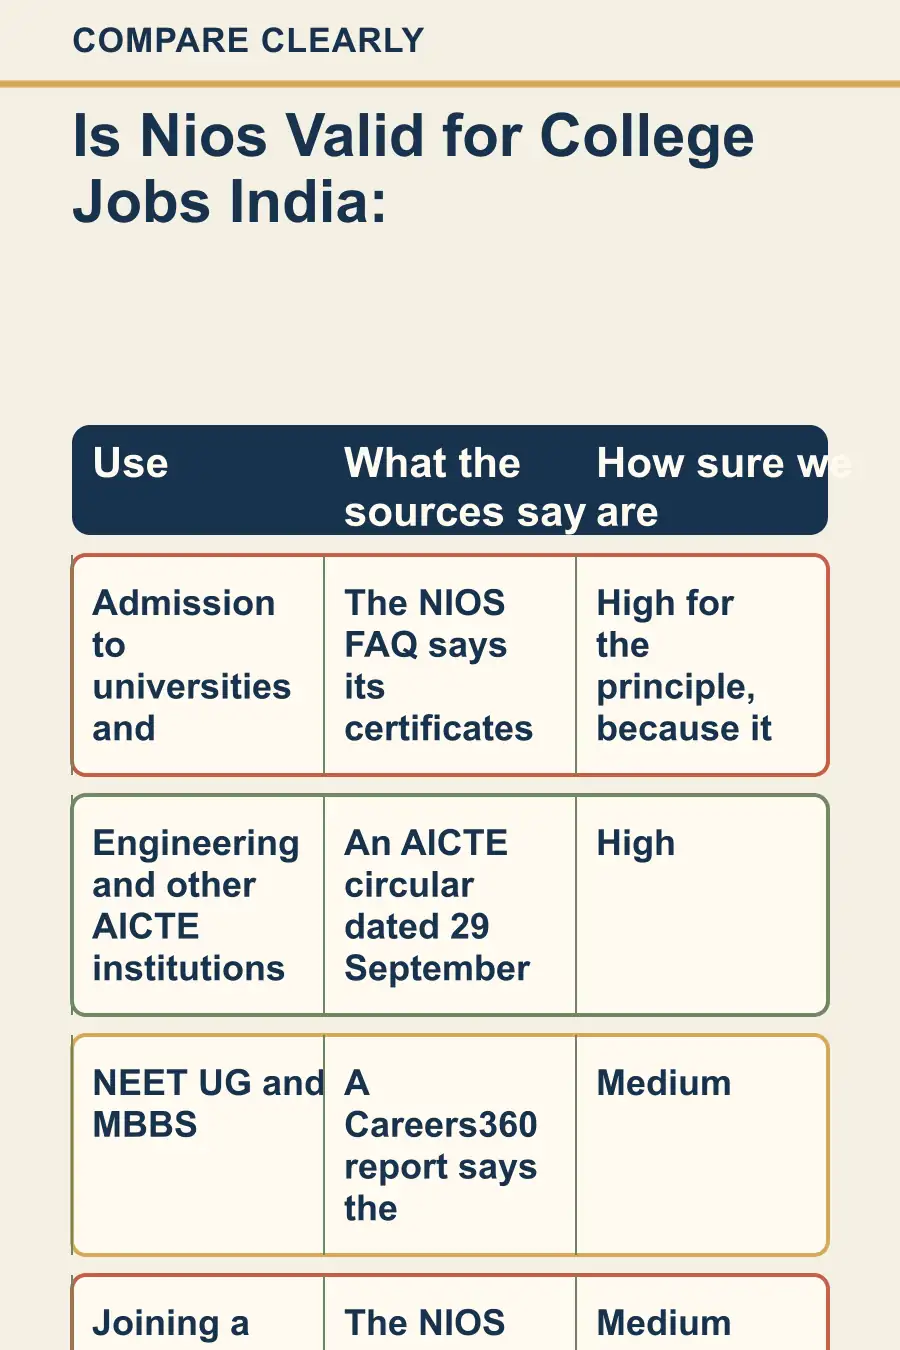 COMPARE CLEARLY
Is Nios Valid for College
Jobs India:
Use
What the
sources say
How sure we
are
Admission
to
universities
and
The NIOS
FAQ says
its
certificates
High for
the
principle,
because it
Engineering
and other
AICTE
institutions
An AICTE
circular
dated 29
September
High
NEET UG and
MBBS
A
Careers360
report says
the
Medium
Joining a
The NIOS
Medium